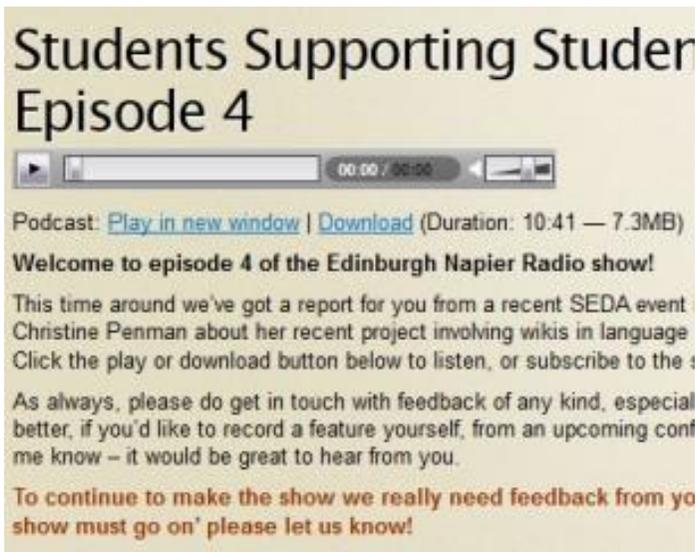 Students Supporting Studen
Episode 4
00:00 / 00:00
Podcast: Play in new window | Download (Duration: 10:41 — 7.3MB)
Welcome to episode 4 of the Edinburgh Napier Radio show!
This time around we've got a report for you from a recent SEDA event
Christine Penman about her recent project involving wikis in language
Click the play or download button below to listen, or subscribe to the s
As always, please do get in touch with feedback of any kind, especial
better, if you'd like to record a feature yourself, from an upcoming conf
me know – it would be great to hear from you.
To continue to make the show we really need feedback from yo
show must go on' please let us know!